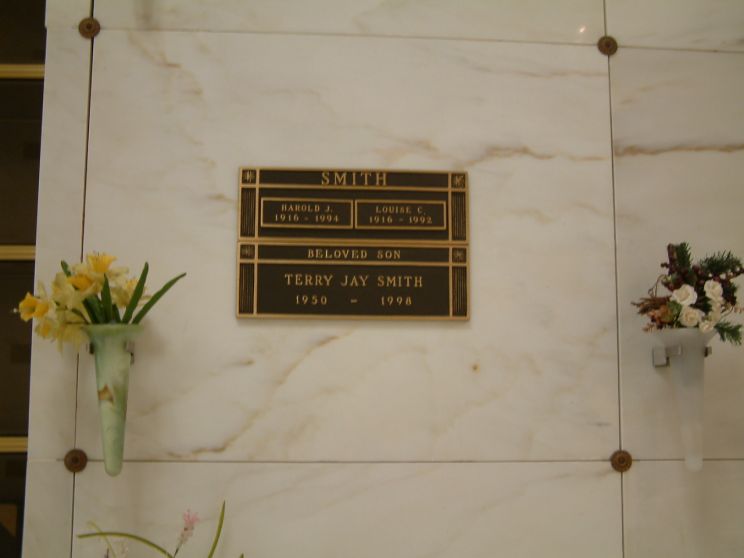 SMITH
HAROLD J. LOUISE C.
1916 - 1994 1916 - 1992
BELOVED SON
TERRY JAY SMITH
1950 - 1998